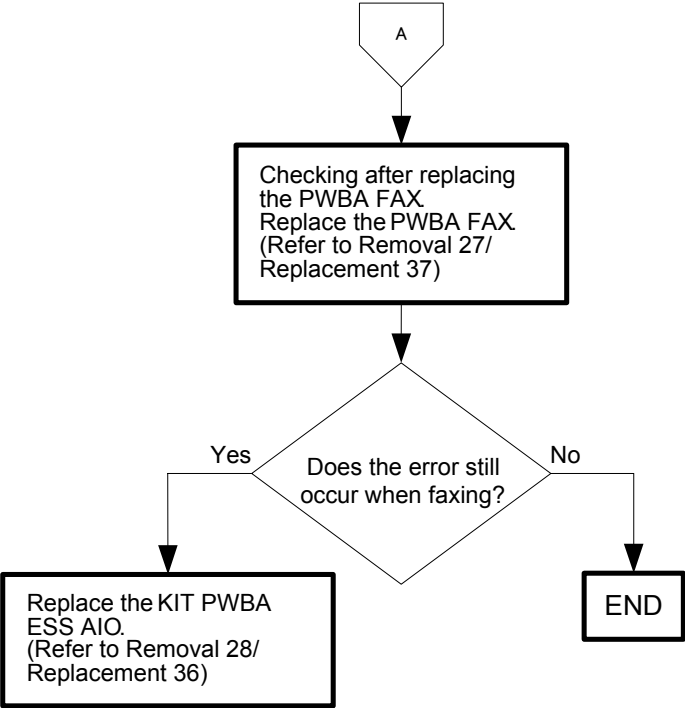 A
Checking after replacing
the PWBA FAX.
Replace the PWBA FAX.
(Refer to Removal 27/
Replacement 37)
Does the error still
occur when faxing?
Yes
No
Replace the KIT PWBA
ESS AIO.
(Refer to Removal 28/
Replacement 36)
END